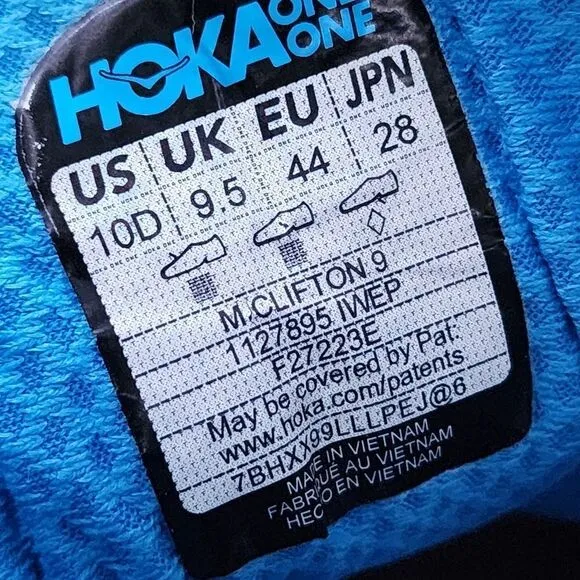 HOKA ONE ONE
US UK EU JPN
10D 9.5 44 28
M.CLIFTON 9
1127895 IWEP
F27223E
May be covered by Pat:
www.hoka.com/patents
7BHXX99LLLPEJ@6
MADE IN VIETNAM
FABRIQUÉ AU VIETNAM
HECHO EN VIETNAM